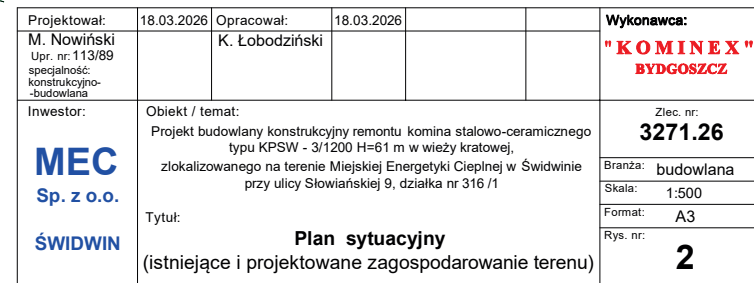 Projektował:
18.03.2026
Opracował:
18.03.2026
Wykonawca:
M. Nowiński
Upr. nr: 113/89
specjalność:
konstrukcyjno-
-budowlana
K. Łobodziński
"KOMINEX"
BYDGOSZCZ
Inwestor:
MEC
Sp. z o.o.
ŚWIDWIN
Obiekt / temat:
Projekt budowlany konstrukcyjny remontu komina stalowo-ceramicznego
typu KPSW - 3/1200 H=61 m w wieży kratowej,
zlokalizowanego na terenie Miejskiej Energetyki Cieplnej w Świdwinie
przy ulicy Słowiańskiej 9, działka nr 316 /1
Tytuł:
Plan sytuacyjny
(istniejące i projektowane zagospodarowanie terenu)
Zlec. nr:
3271.26
Branża: budowlana
Skala: 1:500
Format: A3
Rys. nr:
2